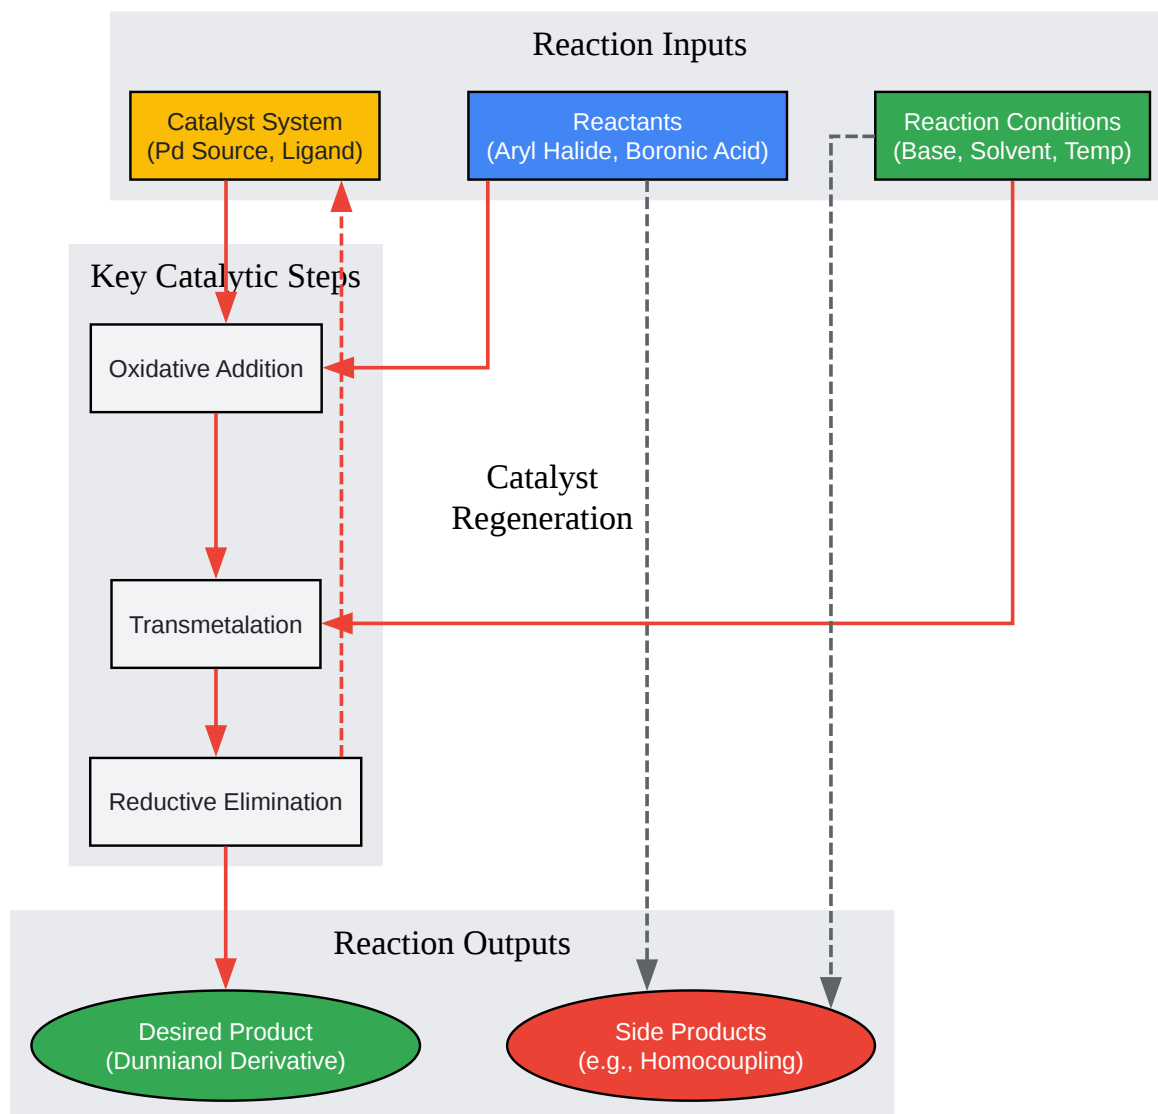 Reaction Inputs
Catalyst System
(Pd Source, Ligand)
Reactants
(Aryl Halide, Boronic Acid)
Reaction Conditions
(Base, Solvent, Temp)
Key Catalytic Steps
Oxidative Addition
Catalyst
Regeneration
Transmetalation
Reductive Elimination
Reaction Outputs
Desired Product
(Dunnianol Derivative)
Side Products
(e.g., Homocoupling)